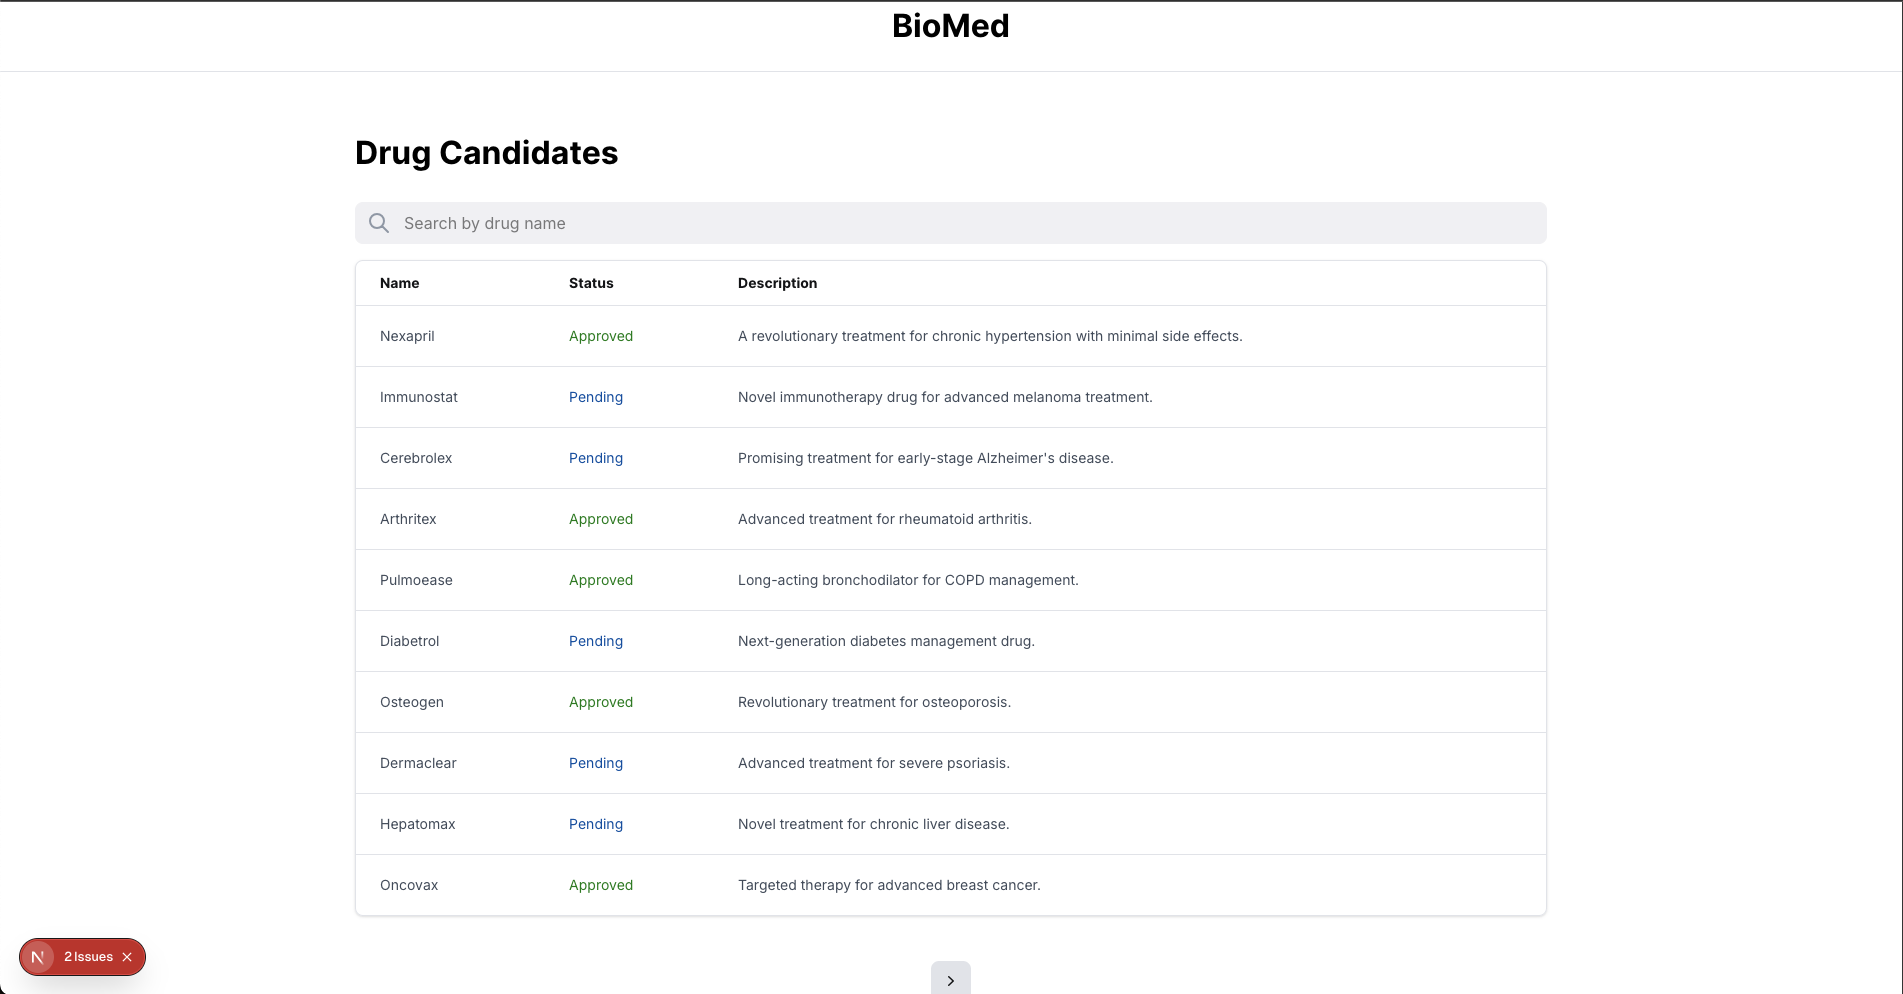 BioMed
Drug Candidates
Search by drug name
Name Status Description
Nexapril Approved A revolutionary treatment for chronic hypertension with minimal side effects.
Immunostat Pending Novel immunotherapy drug for advanced melanoma treatment.
Cerebrolex Pending Promising treatment for early-stage Alzheimer's disease.
Arthritex Approved Advanced treatment for rheumatoid arthritis.
Pulmoease Approved Long-acting bronchodilator for COPD management.
Diabetrol Pending Next-generation diabetes management drug.
Osteogen Approved Revolutionary treatment for osteoporosis.
Dermaclear Pending Advanced treatment for severe psoriasis.
Hepatomax Pending Novel treatment for chronic liver disease.
Oncovax Approved Targeted therapy for advanced breast cancer.
N 2 Issues